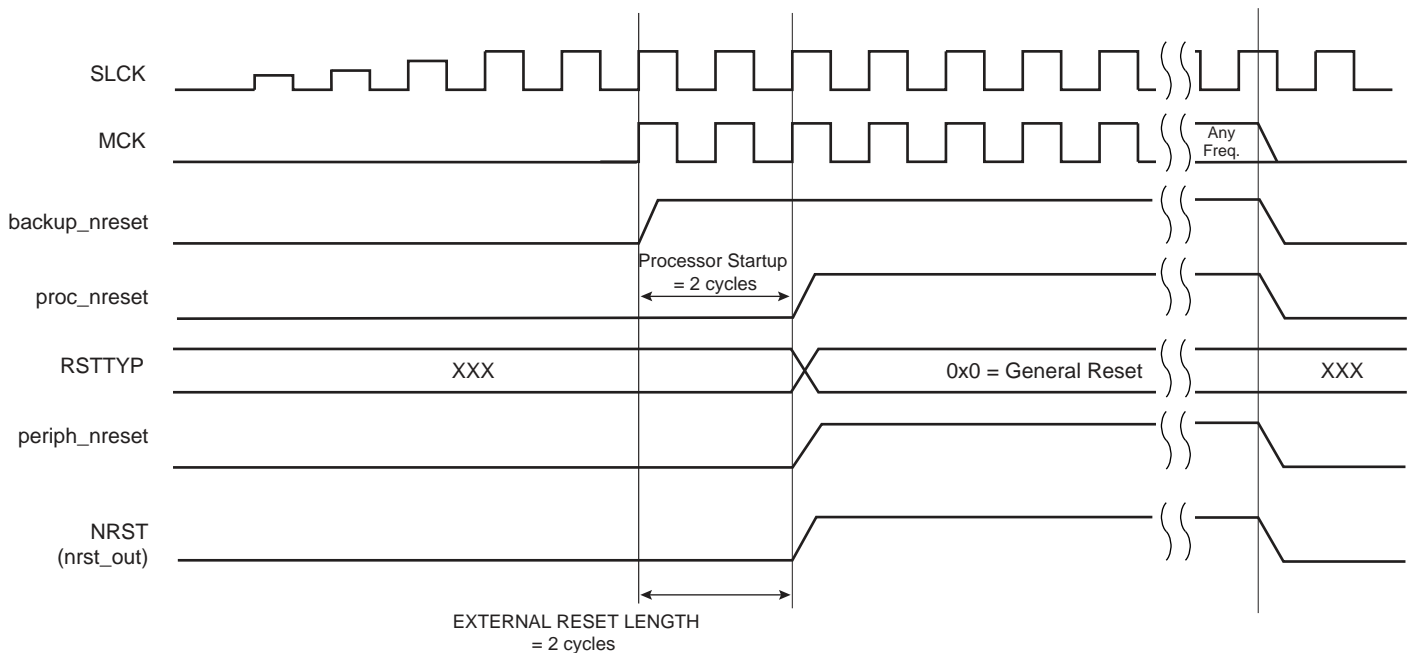 SLCK
MCK
Any
Freq.
backup_nreset
Processor Startup
= 2 cycles
proc_nreset
RSTTYP
XXX
0x0 = General Reset
XXX
periph_nreset
NRST
(nrst_out)
EXTERNAL RESET LENGTH
= 2 cycles